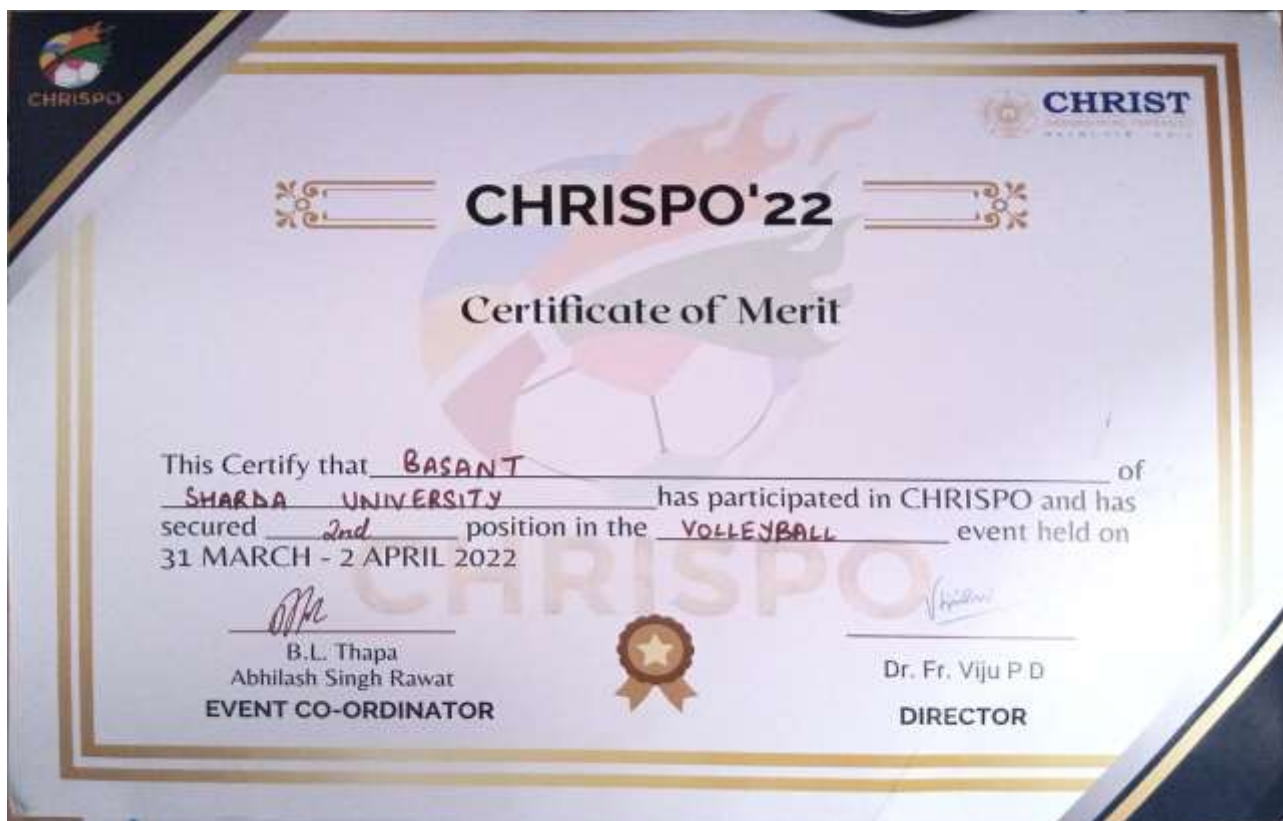 CHRISPO
CHRIST
CHRISPO'22
Certificate of Merit
This Certify that BASANT of
SHARDA UNIVERSITY has participated in CHRISPO and has
secured 2nd position in the VOLLEYBALL event held on
31 MARCH - 2 APRIL 2022
CHRISPO
B.L. Thapa
Abhilash Singh Rawat
EVENT CO-ORDINATOR
Dr. Fr. Viju P D
DIRECTOR